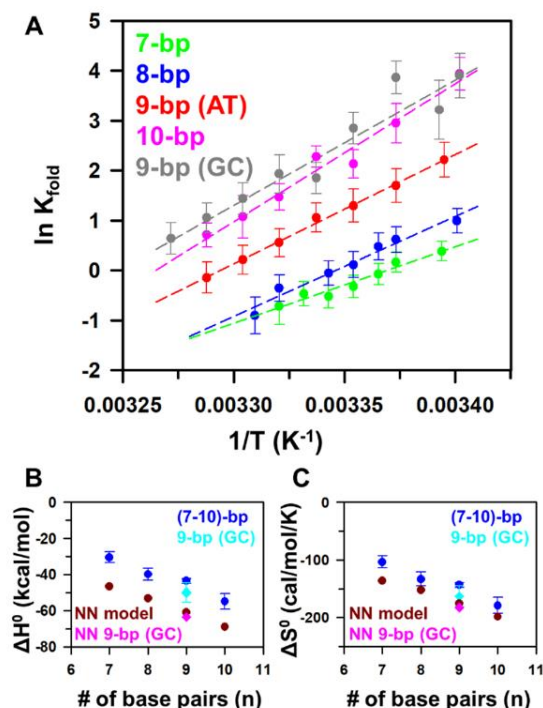 A
7-bp
8-bp
9-bp (AT)
10-bp
9-bp (GC)
ln K_fold
5
4
3
2
1
0
-1
-2
0.00325 0.00330 0.00335 0.00340
1/T (K⁻¹)
B
ΔH⁰ (kcal/mol)
0
-20
-40
-60
-80
(7-10)-bp
9-bp (GC)
NN model
NN 9-bp (GC)
6 7 8 9 10 11
# of base pairs (n)
C
ΔS⁰ (cal/mol/K)
0
-100
-200
(7-10)-bp
9-bp (GC)
NN model
NN 9-bp (GC)
6 7 8 9 10 11
# of base pairs (n)